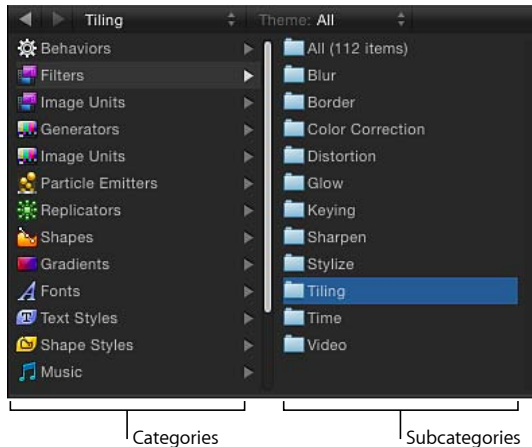 Tiling
Theme: All
Behaviors
Filters
Image Units
Generators
Image Units
Particle Emitters
Replicators
Shapes
Gradients
Fonts
Text Styles
Shape Styles
Music
All (112 items)
Blur
Border
Color Correction
Distortion
Glow
Keying
Sharpen
Stylize
Tiling
Time
Video
Categories
Subcategories